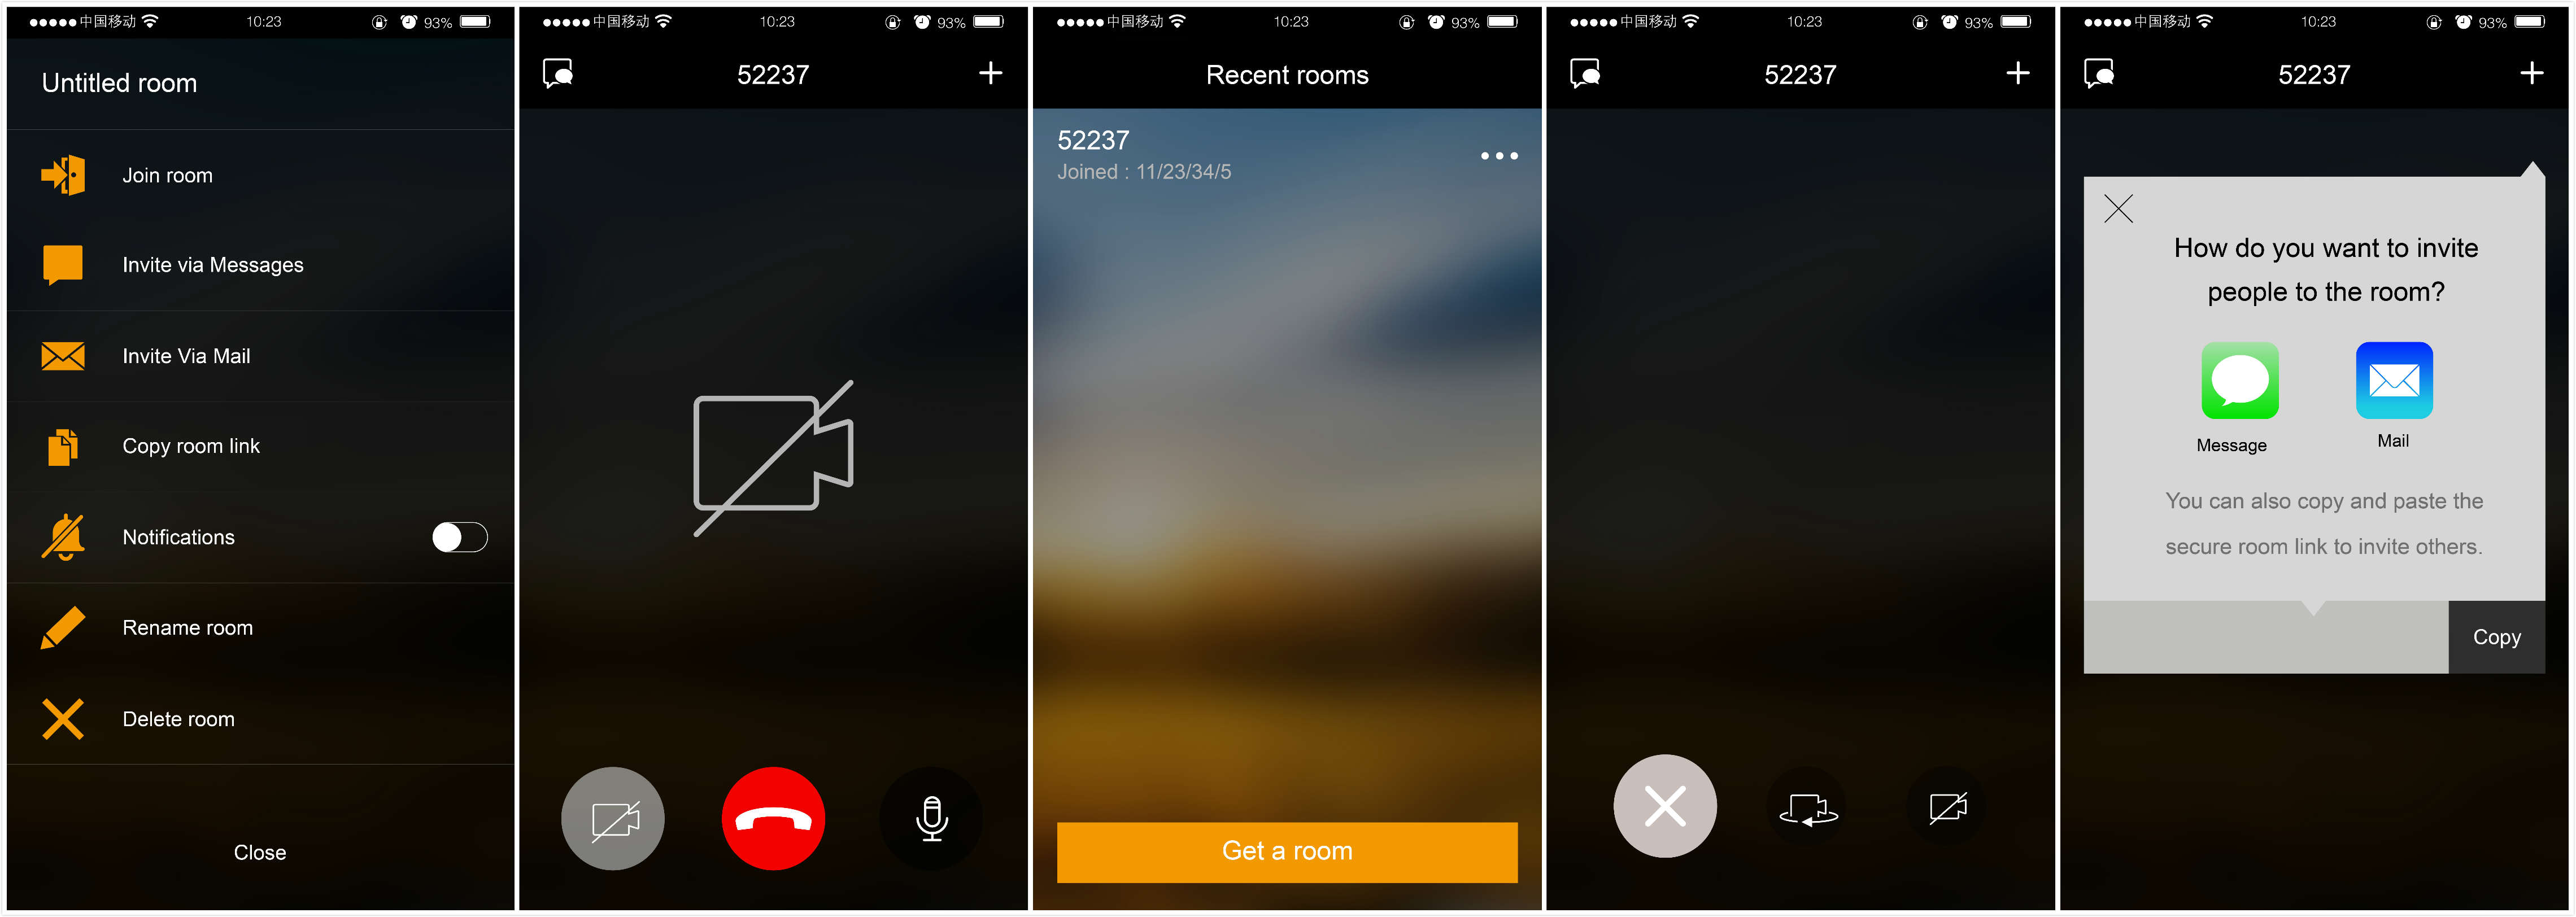 中国移动 10:23 93%
Untitled room
Join room
Invite via Messages
Invite Via Mail
Copy room link
Notifications
Rename room
Delete room
Close
中国移动 10:23 93%
52237
中国移动 10:23 93%
Recent rooms
52237
Joined : 11/23/34/5
Get a room
中国移动 10:23 93%
52237
中国移动 10:23 93%
52237
How do you want to invite
people to the room?
Message
Mail
You can also copy and paste the
secure room link to invite others.
Copy